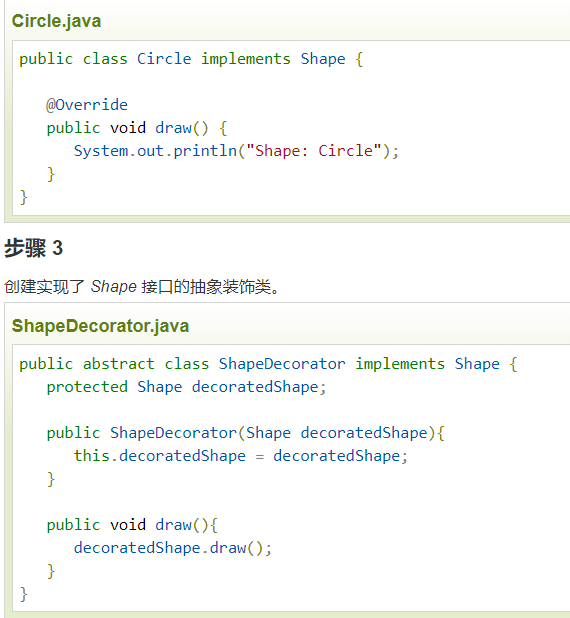 Circle.java
public class Circle implements Shape {
@Override
public void draw() {
System.out.println("Shape: Circle");
}
}
步骤 3
创建实现了 Shape 接口的抽象装饰类。
ShapeDecorator.java
public abstract class ShapeDecorator implements Shape {
protected Shape decoratedShape;
public ShapeDecorator(Shape decoratedShape){
this.decoratedShape = decoratedShape;
}
public void draw(){
decoratedShape.draw();
}
}